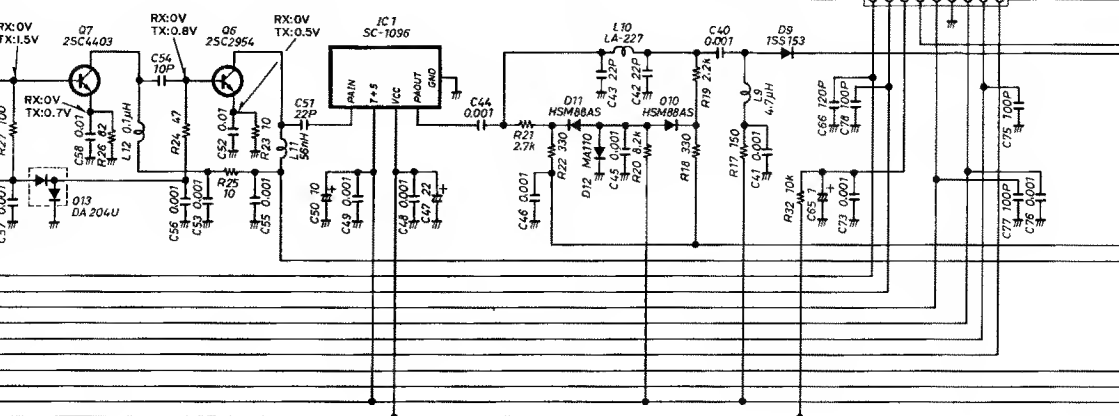 RX:0V
TX:1.5V
Q7
2SC4403
RX:0V
TX:0.8V
C54
10P
Q6
2SC2954
RX:0V
TX:0.5V
IC1
SC-1096
PAIN
T+S
VCC
PAOUT
GND
RX:0V
TX:0.7V
R27 100
C58 0.01
R26 82
L12 0.1μH
R24 47
C52 0.01
R23 10
L11
56nH
C51
22P
C44
0.001
L10
LA-227
C43 22P
C42 22P
R19 2.2k
C40
0.001
D9
1SS153
L9
4.7μH
R21
2.7k
R22 330
D11
HSM88AS
D10
HSM88AS
D12 MA110
C45 0.001
R20 8.2k
R18 330
R17 150
C41 0.001
C66 120P
C78 100P
C75 100P
C57 0.001
D13
DA204U
C56 0.001
C53 0.001
R25
10
C55 0.001
C50 10
C49 0.001
C48 0.001
C47 22
C46 0.001
R32 10k
C65 1
C73 0.001
C77 100P
C76 0.001